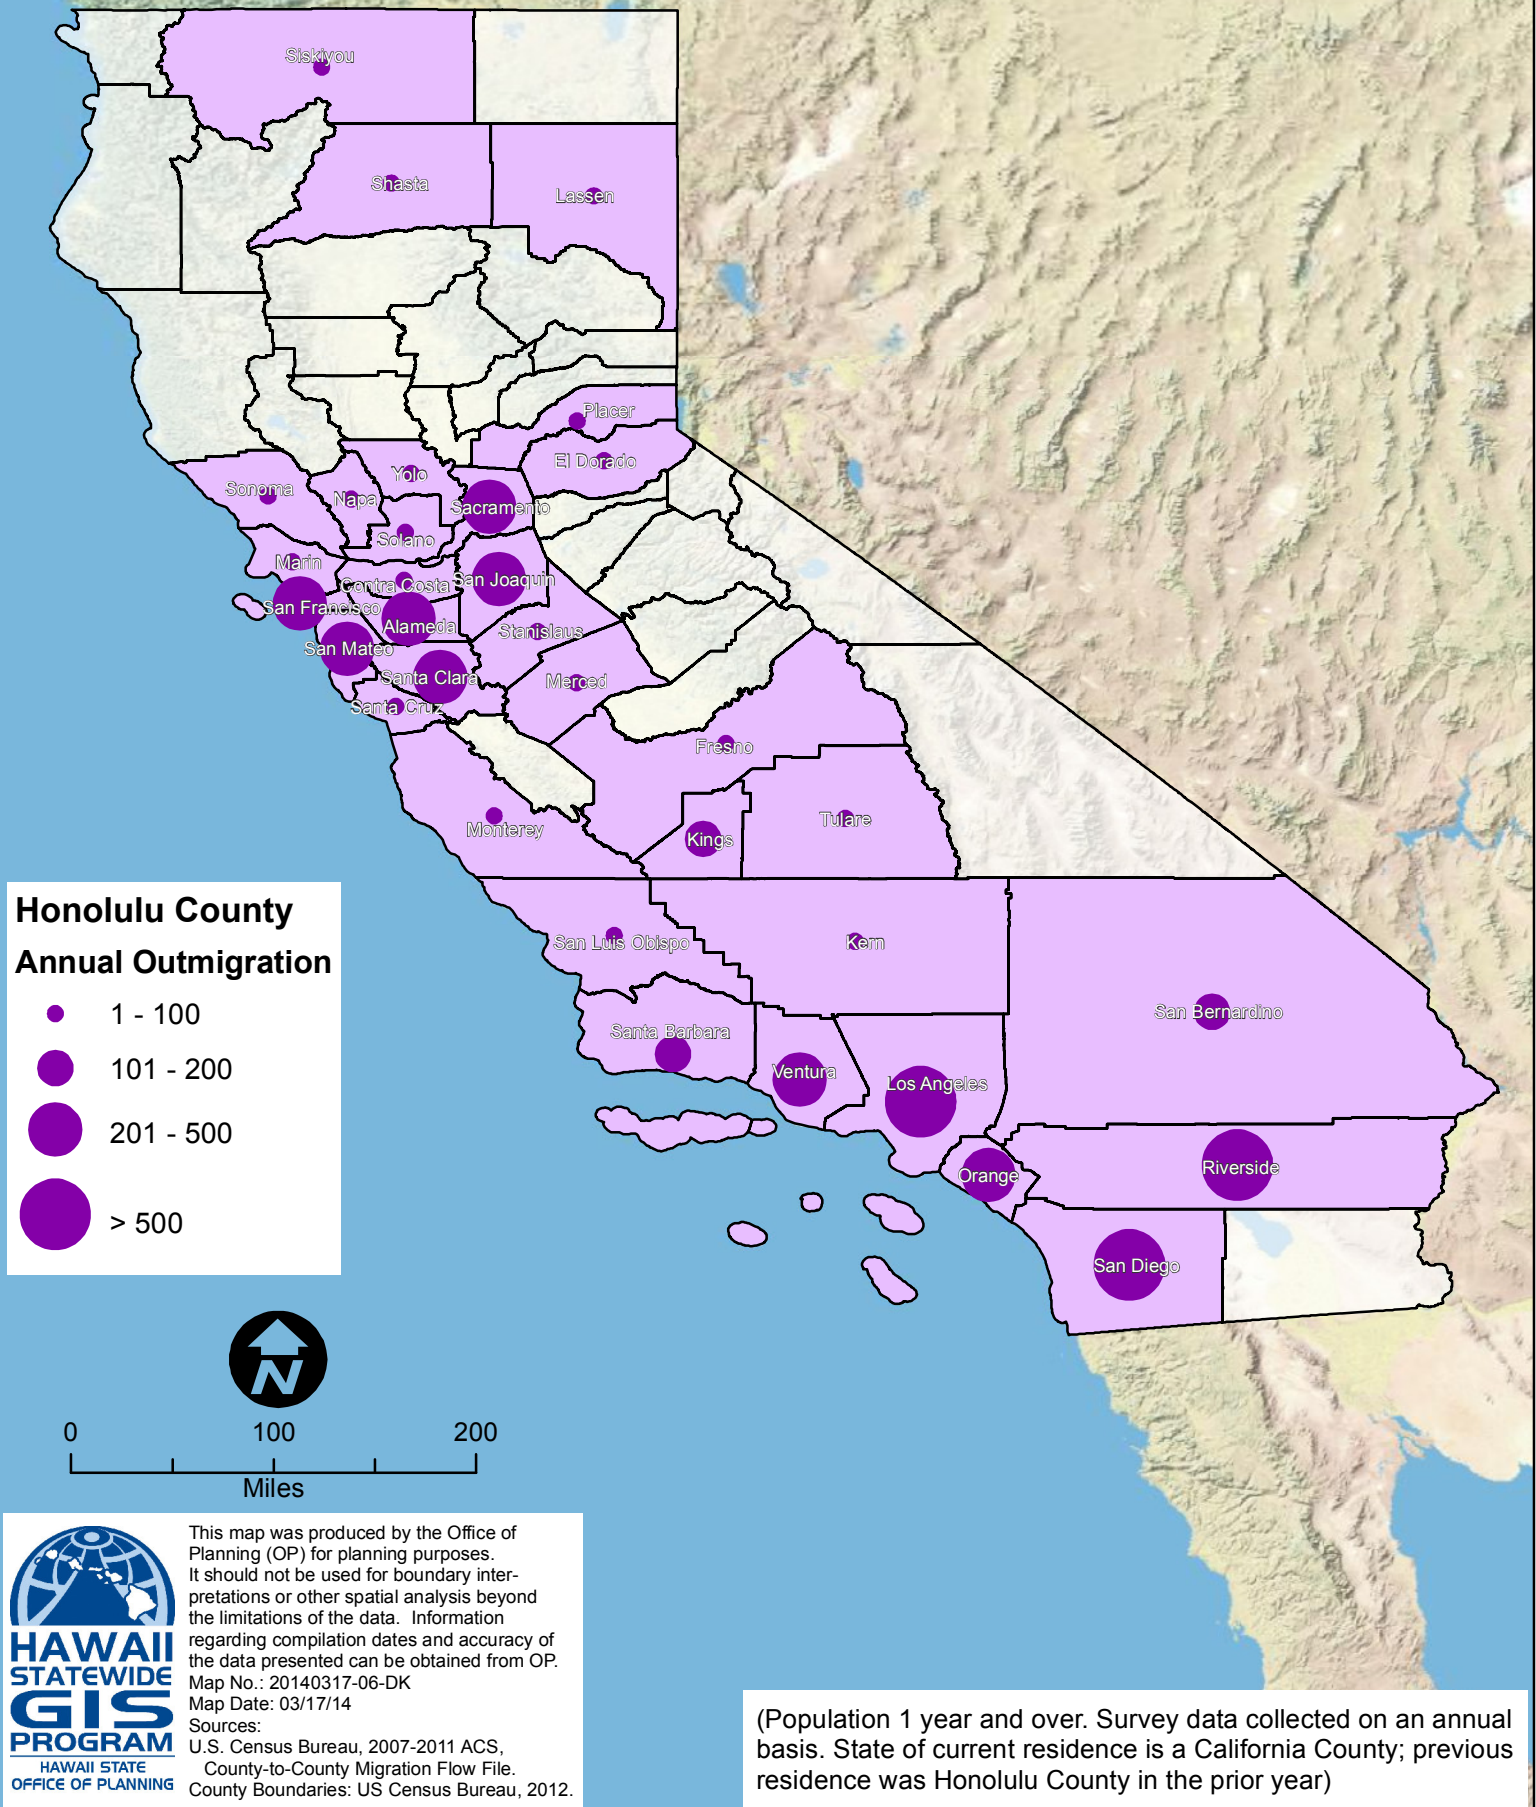 Siskiyou
Shasta
Lassen
Placer
El Dorado
Yolo
Sonoma
Napa
Sacramento
Solano
Marin
Contra Costa
San Joaquin
San Francisco
Alameda
Stanislaus
San Mateo
Santa Clara
Merced
Santa Cruz
Fresno
Monterey
Tulare
Kings
San Luis Obispo
Kern
San Bernardino
Santa Barbara
Ventura
Los Angeles
Orange
Riverside
San Diego
Honolulu County
Annual Outmigration
1 - 100
101 - 200
201 - 500
> 500
N
0 100 200
Miles
HAWAII
STATEWIDE
GIS
PROGRAM
HAWAII STATE
OFFICE OF PLANNING
This map was produced by the Office of
Planning (OP) for planning purposes.
It should not be used for boundary inter-
pretations or other spatial analysis beyond
the limitations of the data. Information
regarding compilation dates and accuracy of
the data presented can be obtained from OP.
Map No.: 20140317-06-DK
Map Date: 03/17/14
Sources:
U.S. Census Bureau, 2007-2011 ACS,
County-to-County Migration Flow File.
County Boundaries: US Census Bureau, 2012.
(Population 1 year and over. Survey data collected on an annual
basis. State of current residence is a California County; previous
residence was Honolulu County in the prior year)